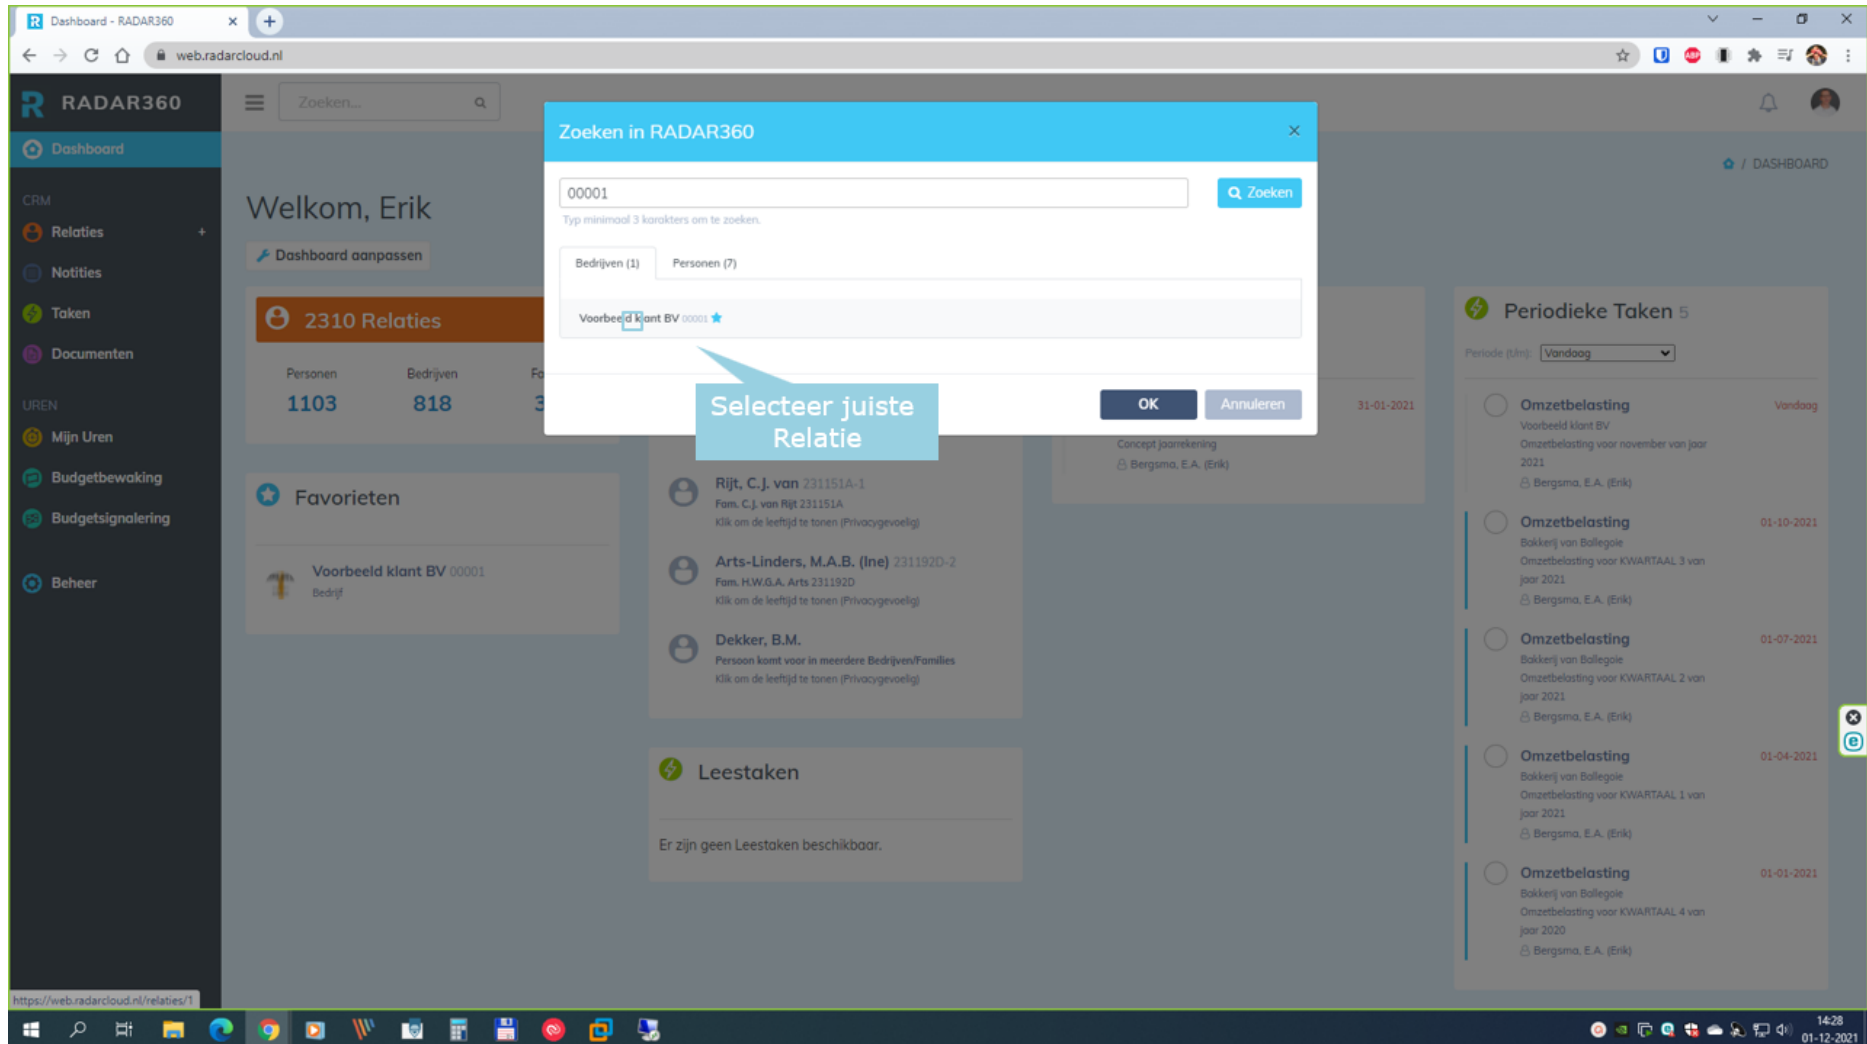 Dashboard - RADAR360
web.radarcloud.nl
RADAR360
Zoeken...
Dashboard
CRM
Relaties +
Notities
Taken
Documenten
UREN
Mijn Uren
Budgetbewaking
Budgetsignalering
Beheer
https://web.radarcloud.nl/relaties/1
/ DASHBOARD
Welkom, Erik
Dashboard aanpassen
2310 Relaties
Personen Bedrijven
1103 818
Favorieten
Voorbeeld klant BV 00001
Bedrijf
Zoeken in RADAR360
00001
Zoeken
Typ minimaal 3 karakters om te zoeken.
Bedrijven (1) Personen (7)
Voorbeeld klant BV 00001
OK Annuleren
Selecteer juiste
Relatie
Rijt, C.J. van 231151A-1
Fam. C.J. van Rijt 231151A
Klik om de leeftijd te tonen (Privacygevoelig)
Arts-Linders, M.A.B. (Ine) 231192D-2
Fam. H.W.G.A. Arts 231192D
Klik om de leeftijd te tonen (Privacygevoelig)
Dekker, B.M.
Persoon komt voor in meerdere Bedrijven/Families
Klik om de leeftijd te tonen (Privacygevoelig)
Leestaken
Er zijn geen Leestaken beschikbaar.
31-01-2021
Concept jaarrekening
Bergsma, E.A. (Erik)
Periodieke Taken 5
Periode (t/m): Vandaag
Omzetbelasting Vandaag
Voorbeeld klant BV
Omzetbelasting voor november van jaar
2021
Bergsma, E.A. (Erik)
Omzetbelasting 01-10-2021
Bakkerij van Ballegoie
Omzetbelasting voor KWARTAAL 3 van
jaar 2021
Bergsma, E.A. (Erik)
Omzetbelasting 01-07-2021
Bakkerij van Ballegoie
Omzetbelasting voor KWARTAAL 2 van
jaar 2021
Bergsma, E.A. (Erik)
Omzetbelasting 01-04-2021
Bakkerij van Ballegoie
Omzetbelasting voor KWARTAAL 1 van
jaar 2021
Bergsma, E.A. (Erik)
Omzetbelasting 01-01-2021
Bakkerij van Ballegoie
Omzetbelasting voor KWARTAAL 4 van
jaar 2020
Bergsma, E.A. (Erik)
14:28
01-12-2021